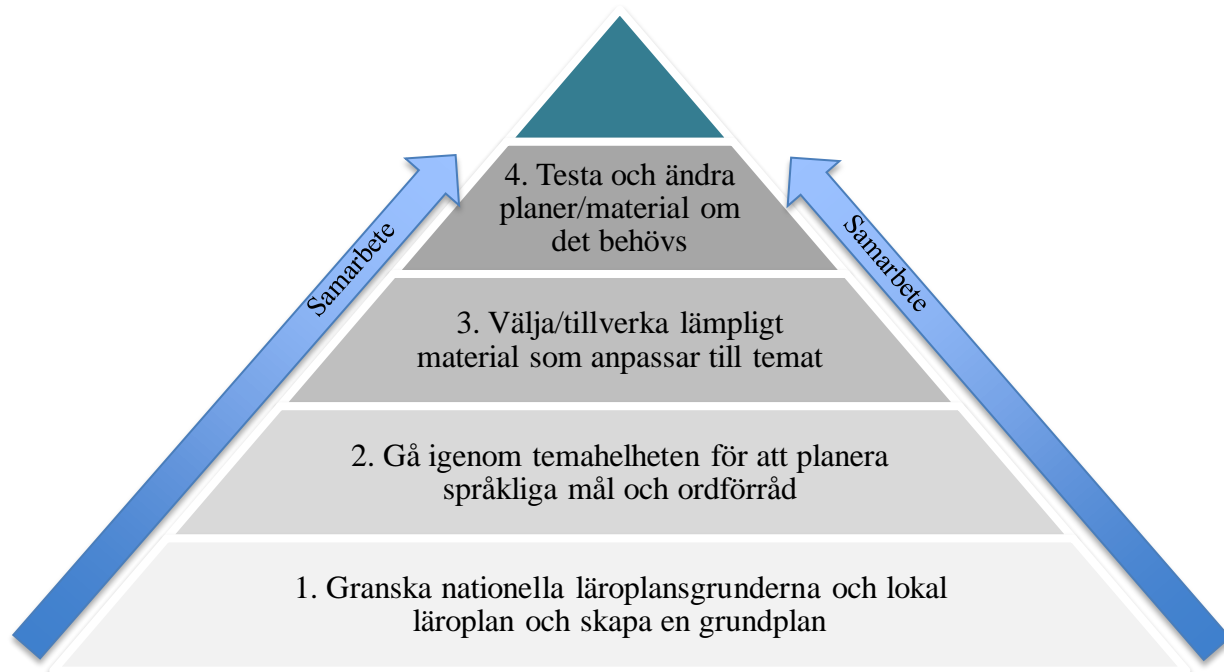 4. Testa och ändra
planer/material om
det behövs
Samarbete
Samarbete
3. Välja/tillverka lämpligt
material som anpassar till temat
2. Gå igenom temahelheten för att planera
språkliga mål och ordförråd
1. Granska nationella läroplansgrunderna och lokal
läroplan och skapa en grundplan